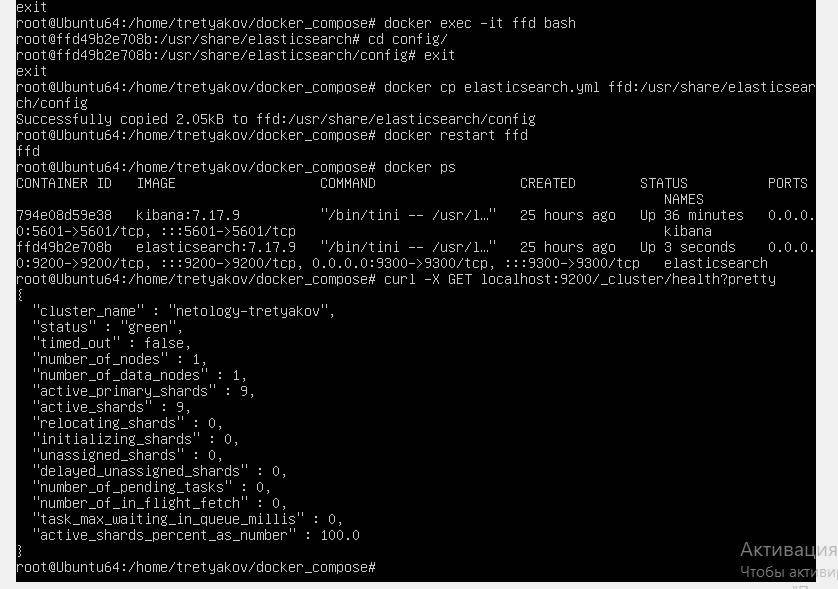 exit
root@Ubuntu64:/home/tretyakov/docker_compose# docker exec -it ffd bash
root@ffd49b2e708b:/usr/share/elasticsearch# cd config/
root@ffd49b2e708b:/usr/share/elasticsearch/config# exit
exit
root@Ubuntu64:/home/tretyakov/docker_compose# docker cp elasticsearch.yml ffd:/usr/share/elasticsear
ch/config
Successfully copied 2.05kB to ffd:/usr/share/elasticsearch/config
root@Ubuntu64:/home/tretyakov/docker_compose# docker restart ffd
ffd
root@Ubuntu64:/home/tretyakov/docker_compose# docker ps
CONTAINER ID   IMAGE                  COMMAND                  CREATED        STATUS          PORTS
                                                                                 NAMES
794e08d59e38   kibana:7.17.9          "/bin/tini -- /usr/l…"   25 hours ago   Up 36 minutes   0.0.0.
0:5601->5601/tcp, :::5601->5601/tcp                                              kibana
ffd49b2e708b   elasticsearch:7.17.9   "/bin/tini -- /usr/l…"   25 hours ago   Up 3 seconds    0.0.0.
0:9200->9200/tcp, :::9200->9200/tcp, 0.0.0.0:9300->9300/tcp, :::9300->9300/tcp   elasticsearch
root@Ubuntu64:/home/tretyakov/docker_compose# curl -X GET localhost:9200/_cluster/health?pretty
{
  "cluster_name" : "netology-tretyakov",
  "status" : "green",
  "timed_out" : false,
  "number_of_nodes" : 1,
  "number_of_data_nodes" : 1,
  "active_primary_shards" : 9,
  "active_shards" : 9,
  "relocating_shards" : 0,
  "initializing_shards" : 0,
  "unassigned_shards" : 0,
  "delayed_unassigned_shards" : 0,
  "number_of_pending_tasks" : 0,
  "number_of_in_flight_fetch" : 0,
  "task_max_waiting_in_queue_millis" : 0,
  "active_shards_percent_as_number" : 100.0
}
root@Ubuntu64:/home/tretyakov/docker_compose#
Активация
Чтобы активи